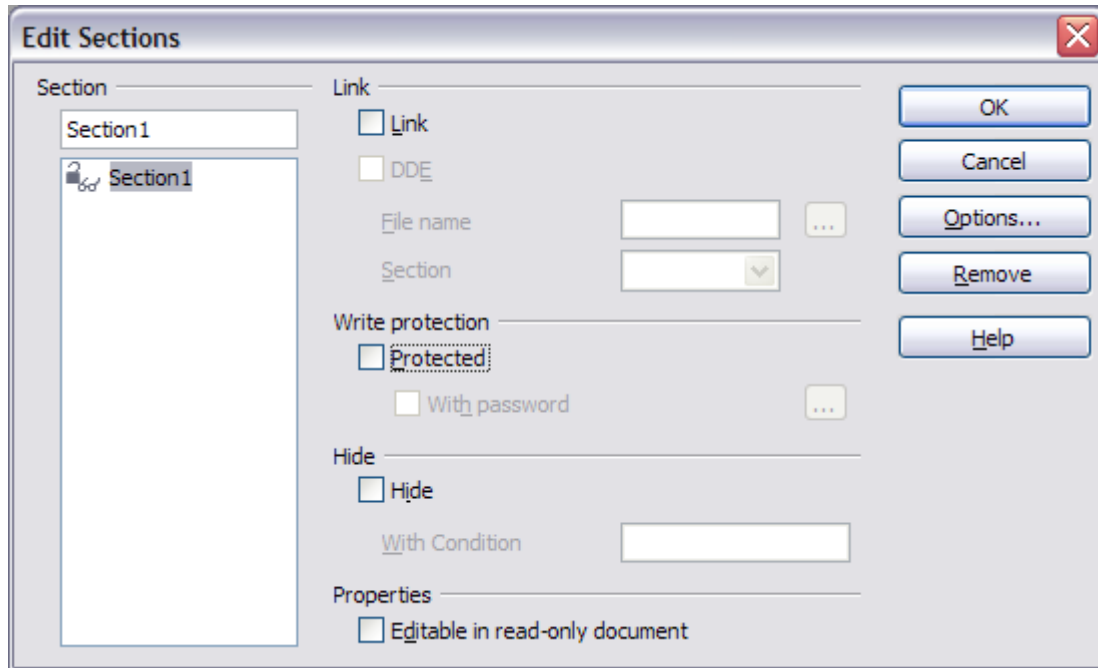 Edit Sections
Section
Section1
Section1
Link
Link
DDE
File name
...
Section
Write protection
Protected
With password
...
Hide
Hide
With Condition
Properties
Editable in read-only document
OK
Cancel
Options...
Remove
Help